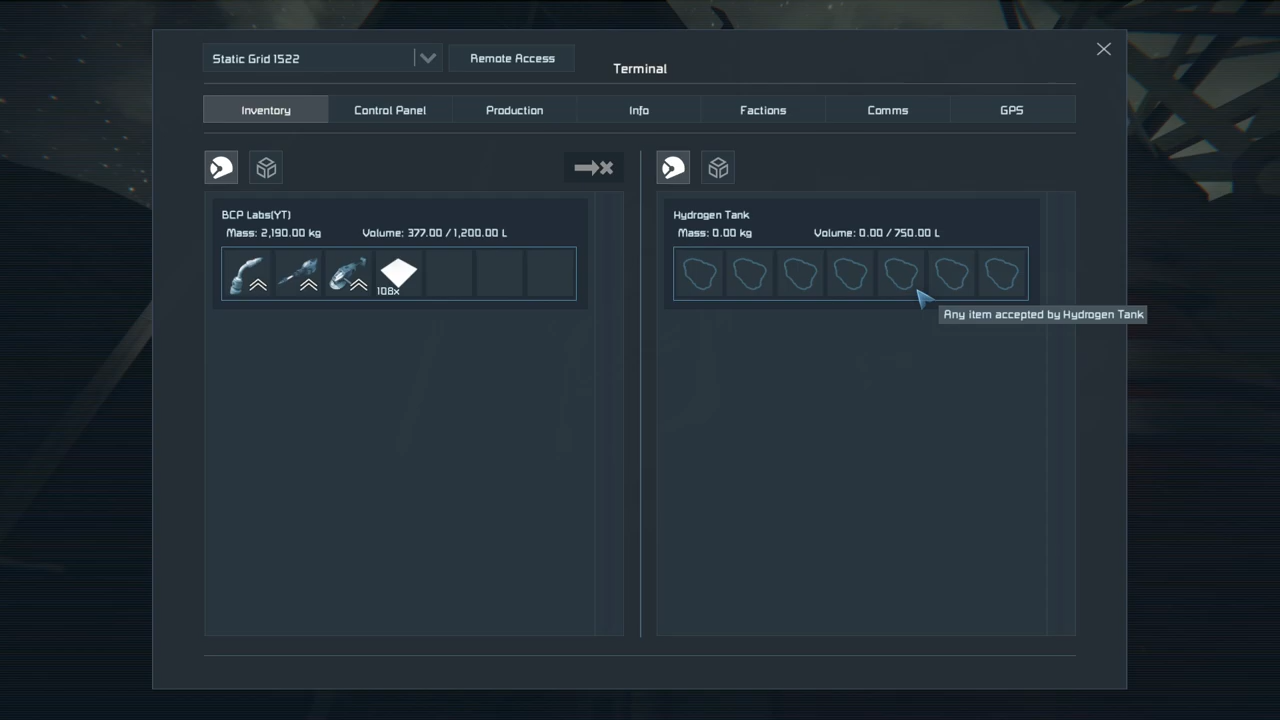 Static Grid 1522
Remote Access
Terminal
Inventory
Control Panel
Production
Info
Factions
Comms
GPS
BCP Labs(YT)
Mass: 2,190.00 kg
Volume: 377.00 / 1,200.00 L
108x
Hydrogen Tank
Mass: 0.00 kg
Volume: 0.00 / 750.00 L
Any item accepted by Hydrogen Tank